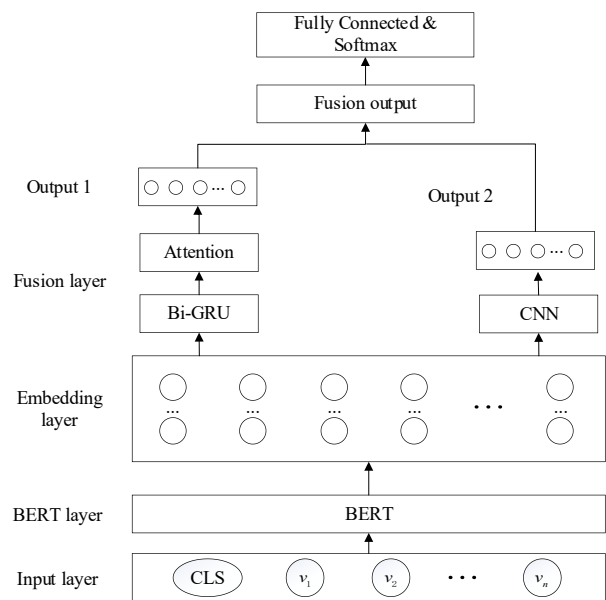 Fully Connected &
Softmax
Fusion output
Output 1
...
Output 2
Attention
...
Fusion layer
Bi-GRU
CNN
Embedding
layer
... ... ... ... ... ...
BERT layer
BERT
Input layer
CLS v1 v2 ... vn